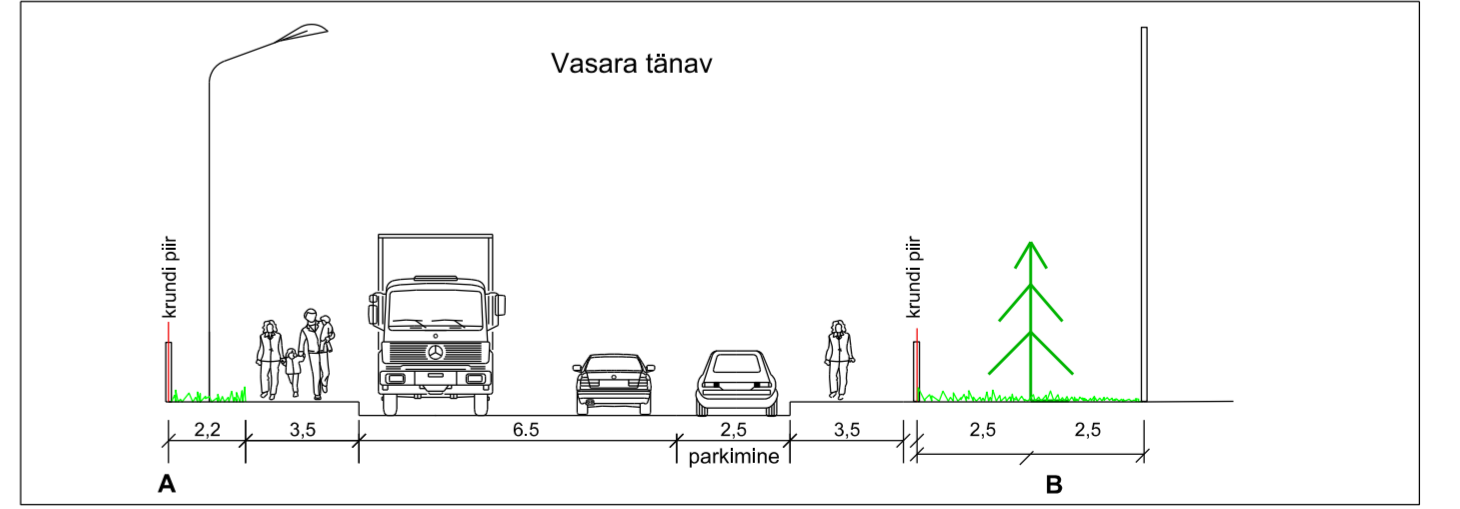 Vasara tänav
krundi piir
krundi piir
2,2
3,5
6.5
2,5
3,5
2,5
2,5
parkimine
A
B